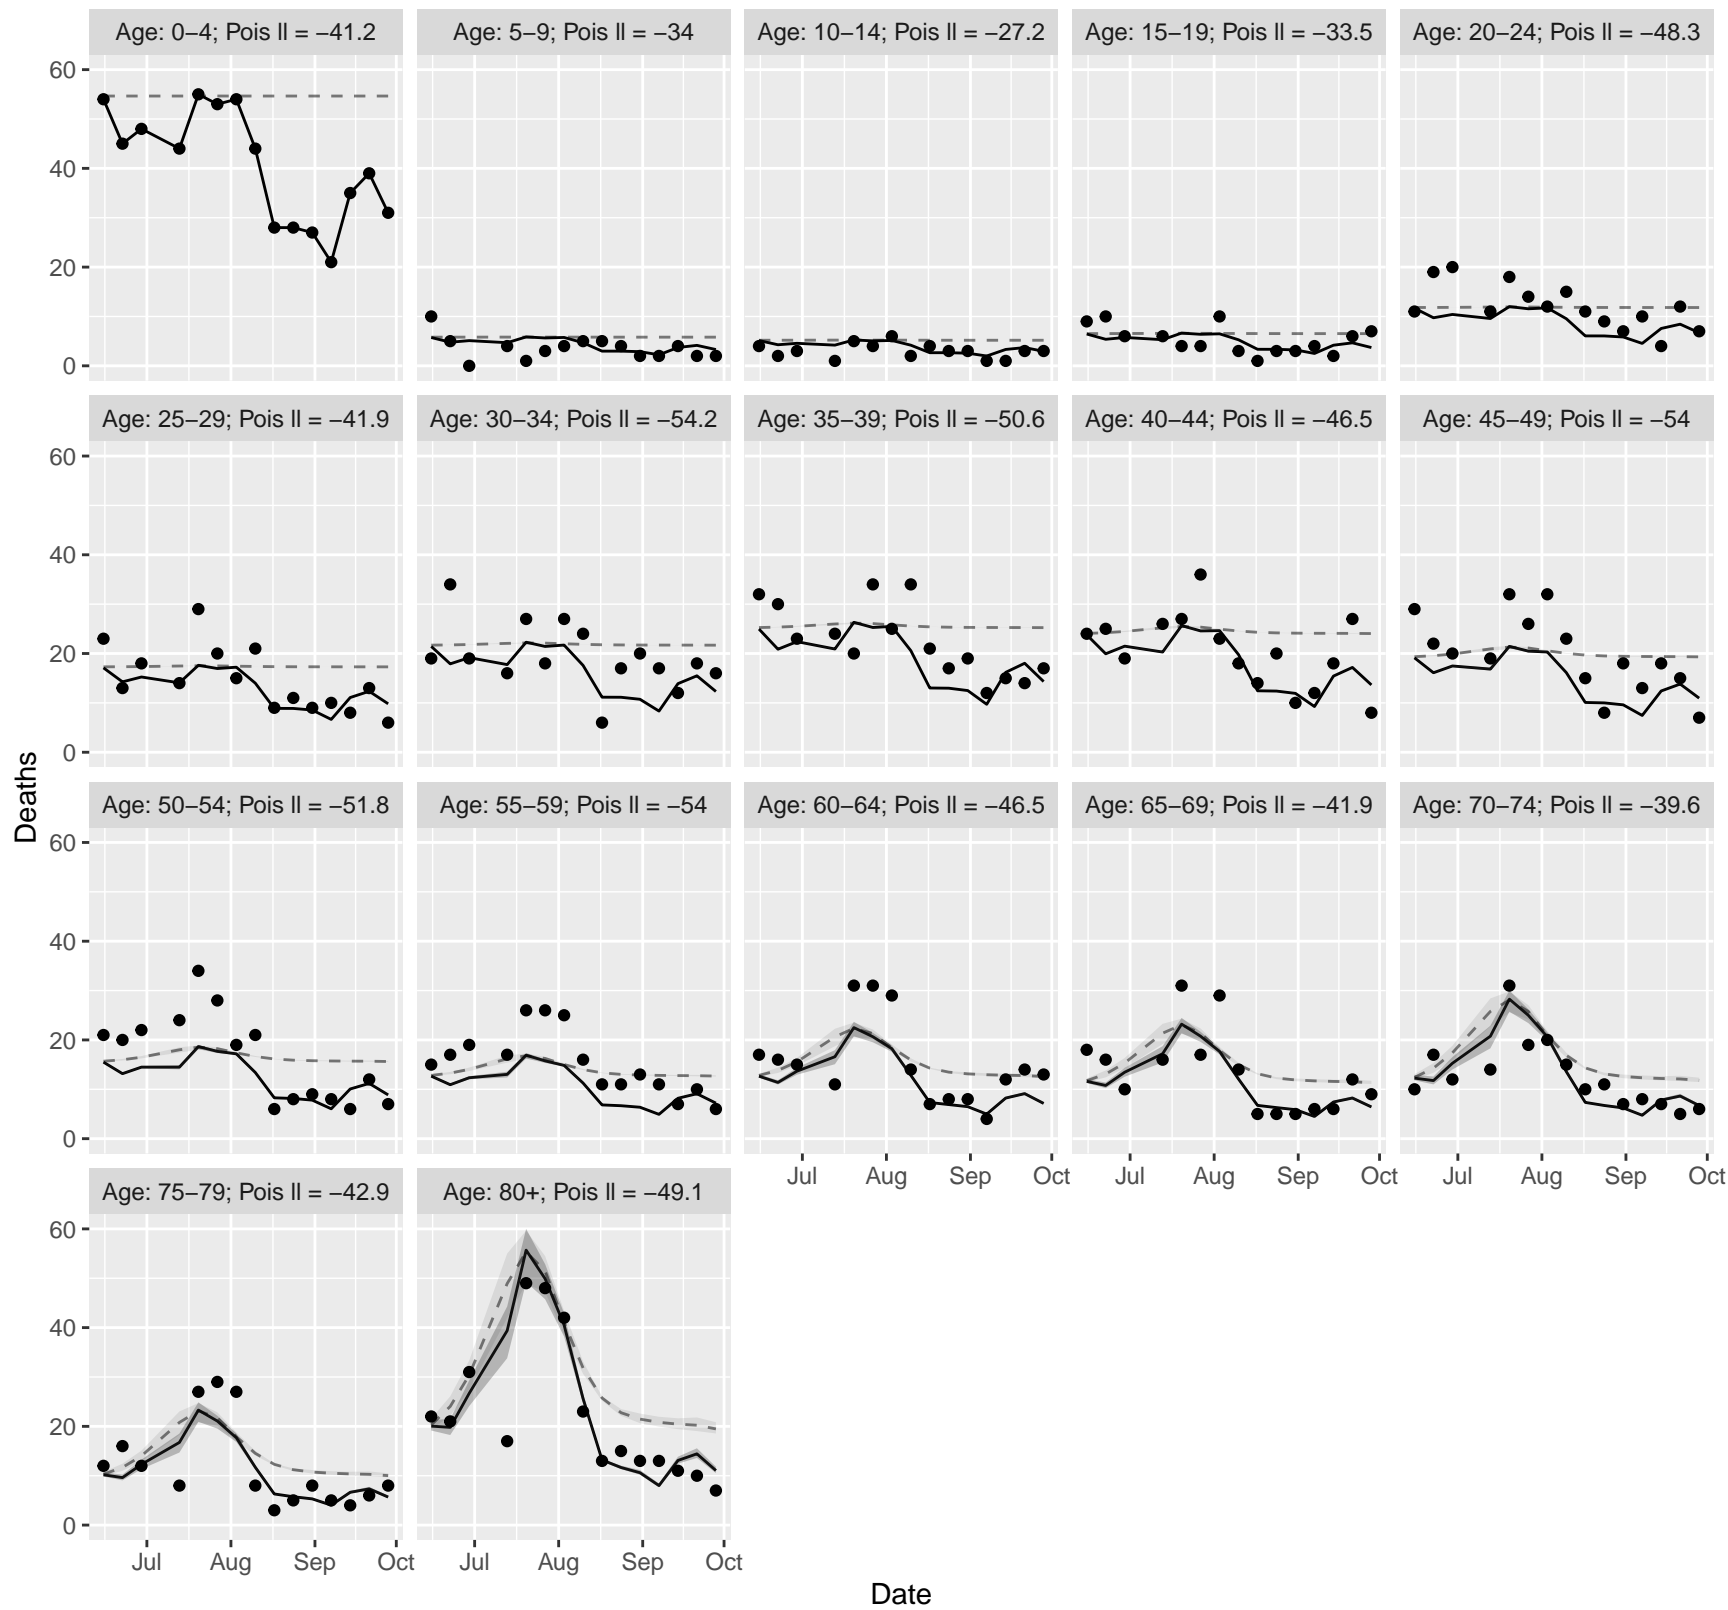 Age: 0−4; Pois ll = −41.2
Age: 5−9; Pois ll = −34
Age: 10−14; Pois ll = −27.2
Age: 15−19; Pois ll = −33.5
Age: 20−24; Pois ll = −48.3
60
40
20
0
Age: 25−29; Pois ll = −41.9
Age: 30−34; Pois ll = −54.2
Age: 35−39; Pois ll = −50.6
Age: 40−44; Pois ll = −46.5
Age: 45−49; Pois ll = −54
60
40
20
0
Deaths
Age: 50−54; Pois ll = −51.8
Age: 55−59; Pois ll = −54
Age: 60−64; Pois ll = −46.5
Age: 65−69; Pois ll = −41.9
Age: 70−74; Pois ll = −39.6
60
40
20
0
Jul Aug Sep Oct
Jul Aug Sep Oct
Jul Aug Sep Oct
Age: 75−79; Pois ll = −42.9
Age: 80+; Pois ll = −49.1
60
40
20
0
Jul Aug Sep Oct
Jul Aug Sep Oct
Date